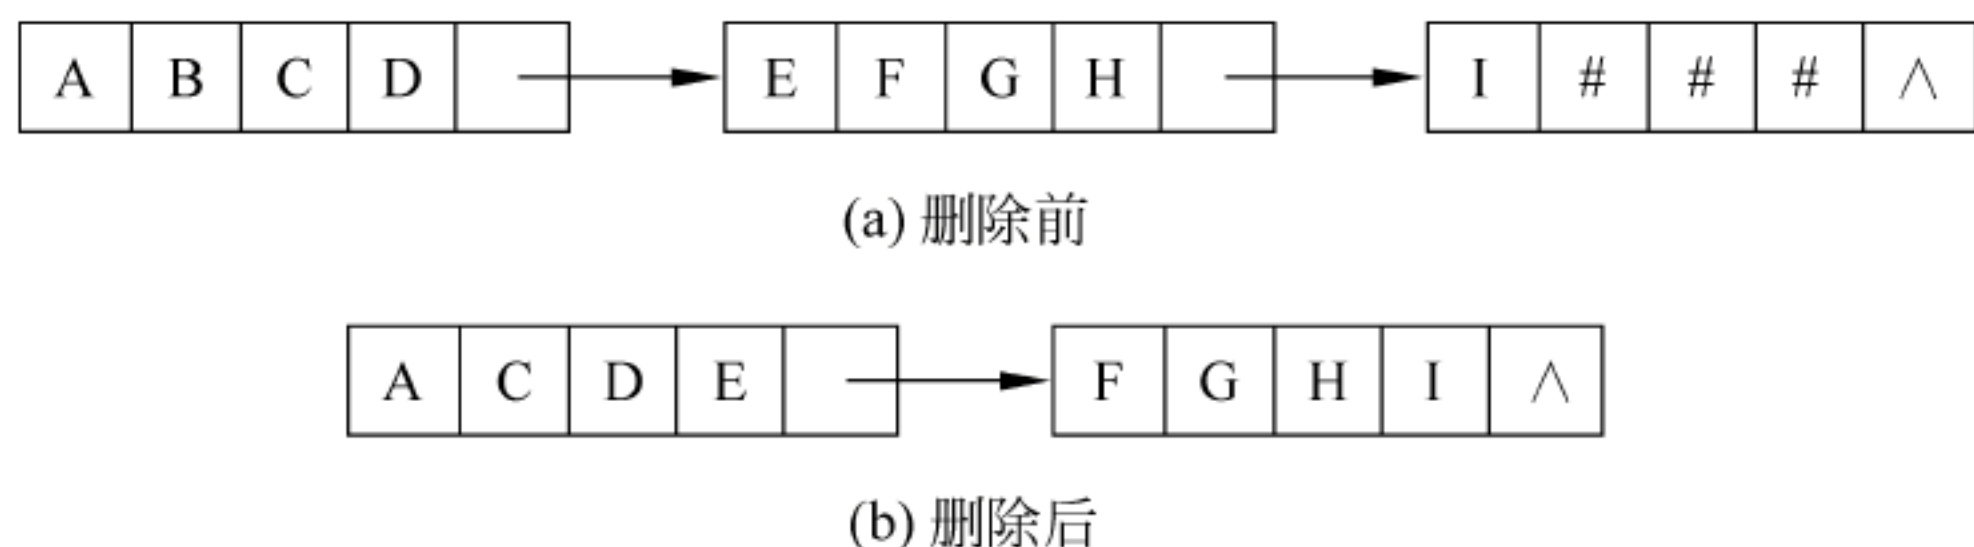 A B C D E F G H I # # # ∧
(a) 删除前
A C D E F G H I ∧
(b) 删除后